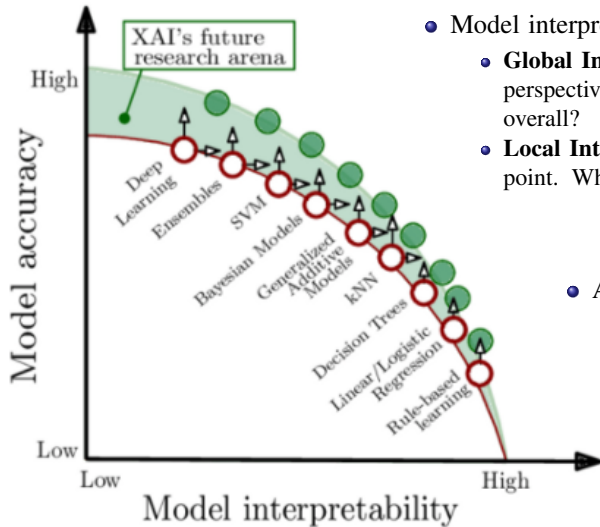 XAI's future
research arena
High
Model accuracy
Low
Low
High
Model interpretability
Deep
Learning
Ensembles
SVM
Bayesian Models
Generalized
Additive
Models
kNN
Decision Trees
Linear/Logistic
Regression
Rule-based
learning
Model interpr
Global In
perspectiv
overall?
Local Int
point. Wh
A